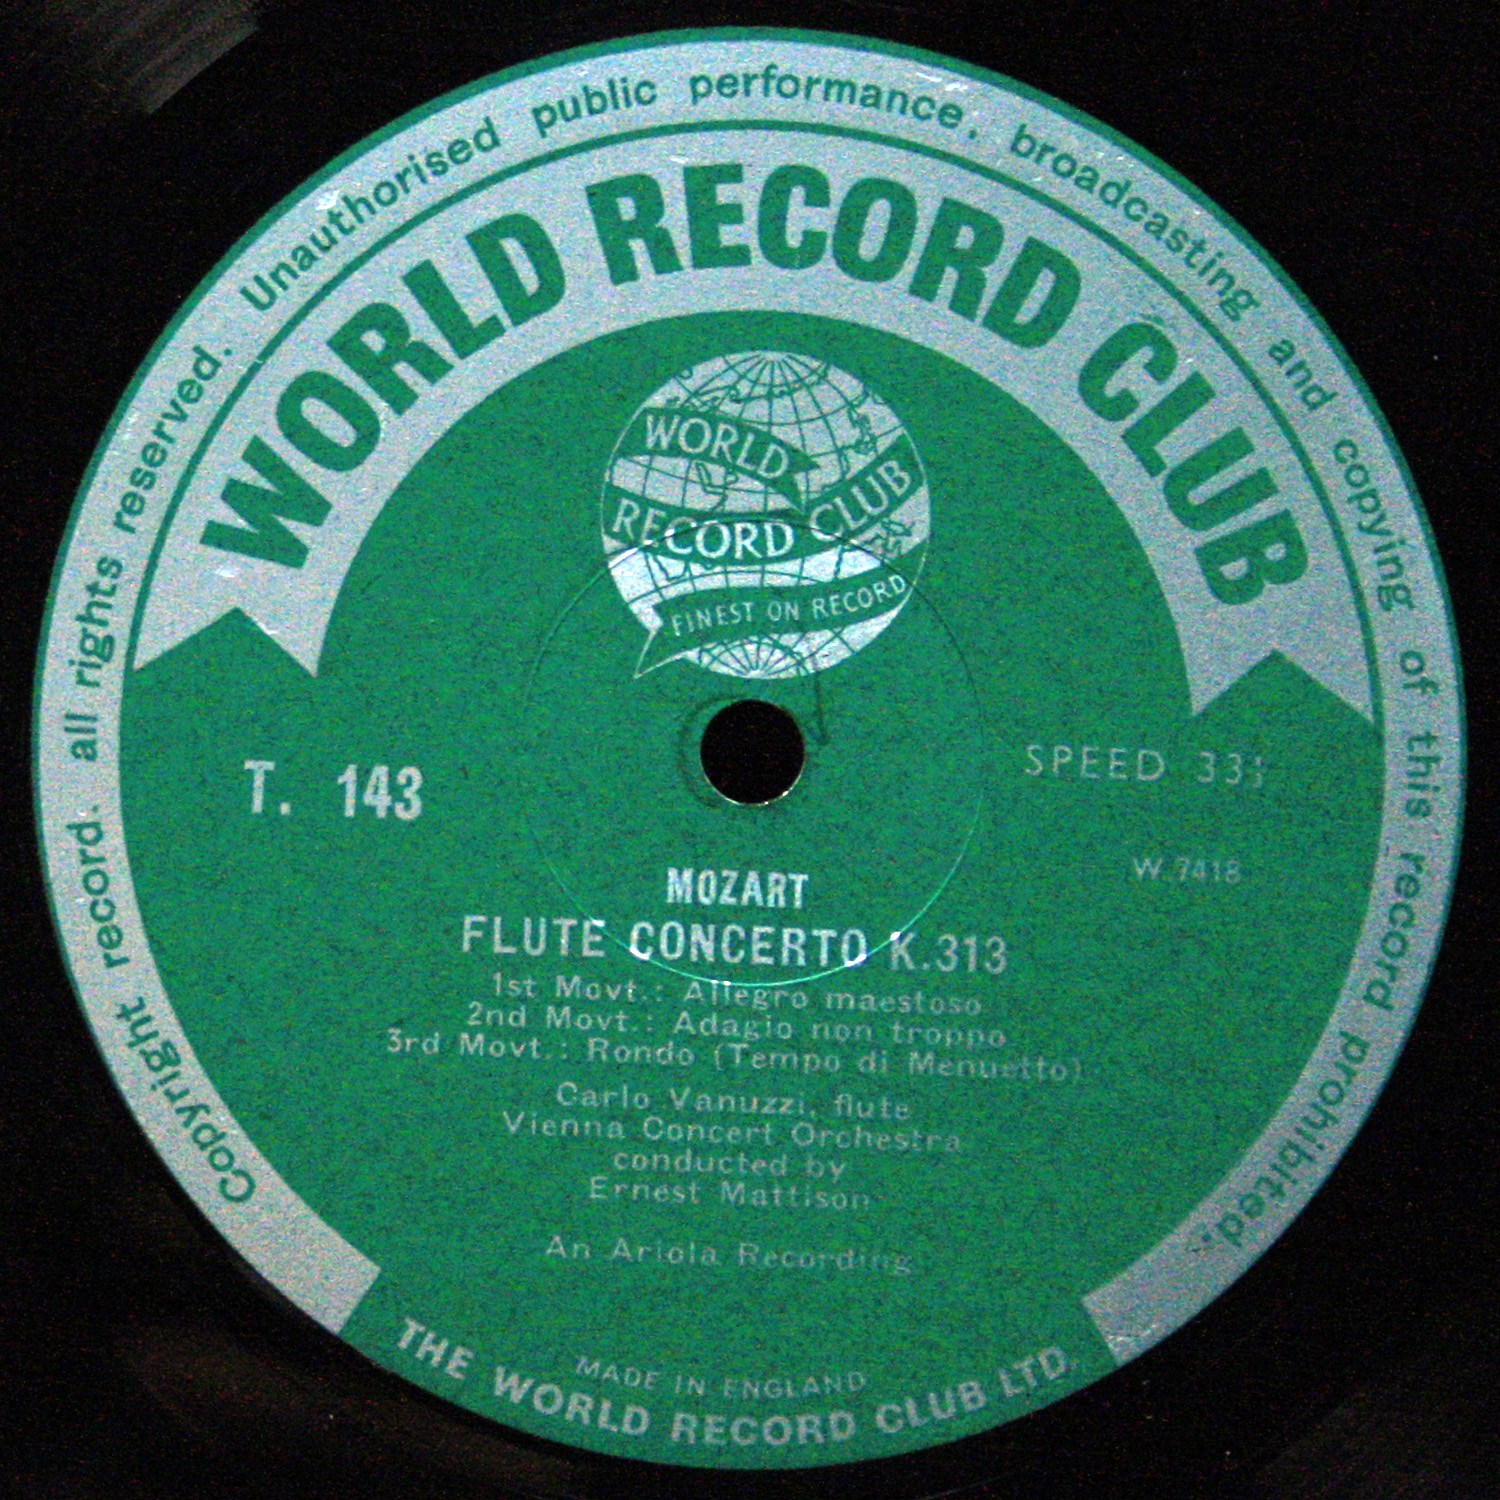 Copyright record. all rights reserved. Unauthorised public performance. broadcasting and copying of this record prohibited.
WORLD RECORD CLUB
WORLD
RECORD CLUB
FINEST ON RECORD
T. 143
SPEED 33⅓
W.7418
MOZART
FLUTE CONCERTO K.313
1st Movt.: Allegro maestoso
2nd Movt.: Adagio non troppo
3rd Movt.: Rondo (Tempo di Menuetto)
Carlo Vanuzzi, flute
Vienna Concert Orchestra
conducted by
Ernest Mattison
An Ariola Recording
MADE IN ENGLAND
THE WORLD RECORD CLUB LTD.